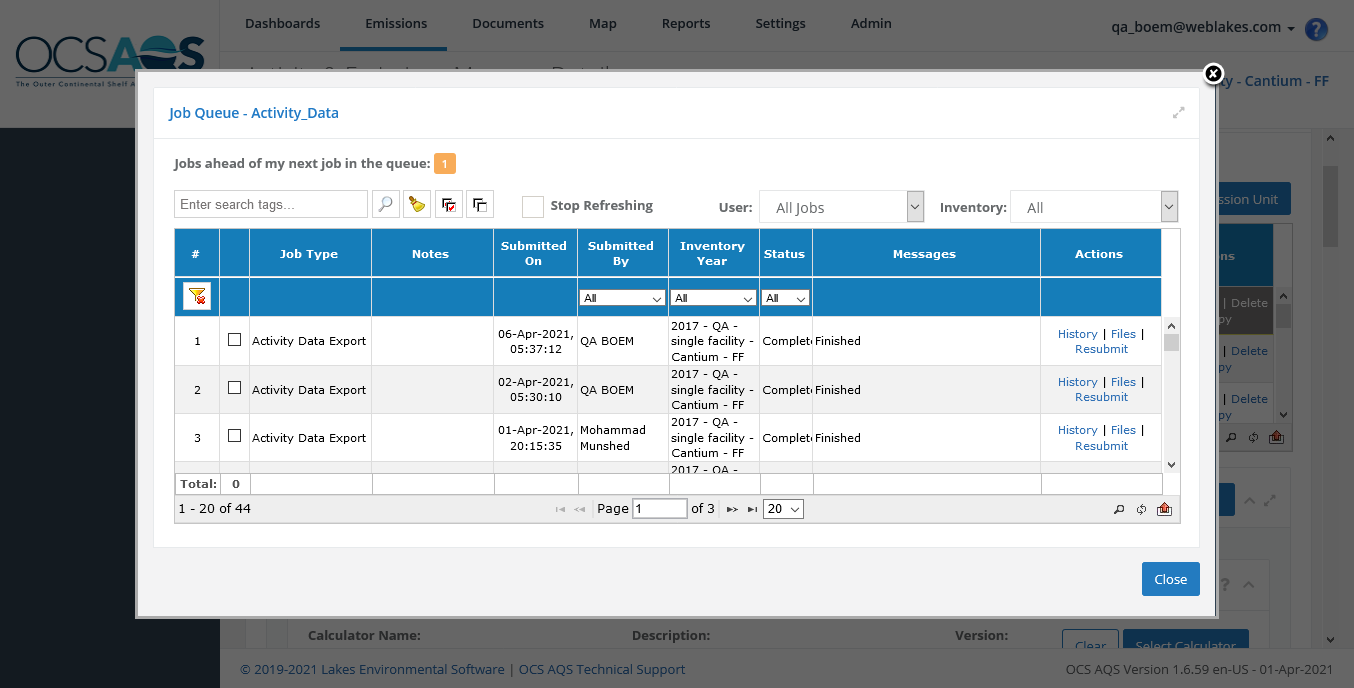 Dashboards Emissions Documents Map Reports Settings Admin
qa_boem@weblakes.com ?
OCSAQS
The Outer Continental Shelf A
ty - Cantium - FF
Job Queue - Activity_Data
Jobs ahead of my next job in the queue: 1
Enter search tags...
Stop Refreshing
User: All Jobs
Inventory: All
ssion Unit
# Job Type Notes Submitted On Submitted By Inventory Year Status Messages Actions
All All All
1 Activity Data Export 06-Apr-2021, 05:37:12 QA BOEM 2017 - QA - single facility - Cantium - FF Complet Finished History | Files | Resubmit
2 Activity Data Export 02-Apr-2021, 05:30:10 QA BOEM 2017 - QA - single facility - Cantium - FF Complet Finished History | Files | Resubmit
3 Activity Data Export 01-Apr-2021, 20:15:35 Mohammad Munshed 2017 - QA - single facility - Cantium - FF Complet Finished History | Files | Resubmit
2017 - QA -
Total: 0
1 - 20 of 44 Page 1 of 3 20
ns
| Delete
py
| Delete
py
| Delete
py
Close
?
Calculator Name: Description: Version: Clear Select Calculator
© 2019-2021 Lakes Environmental Software | OCS AQS Technical Support
OCS AQS Version 1.6.59 en-US - 01-Apr-2021